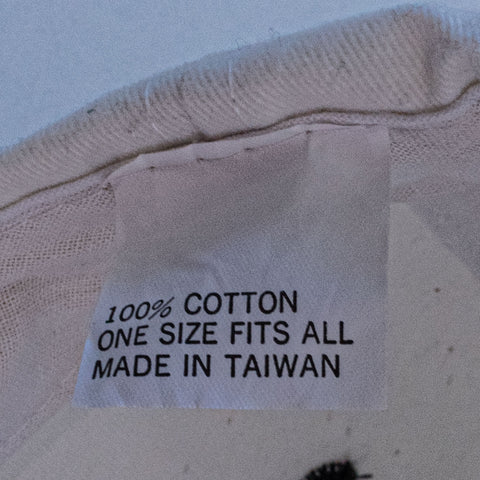 100% COTTON
ONE SIZE FITS ALL
MADE IN TAIWAN